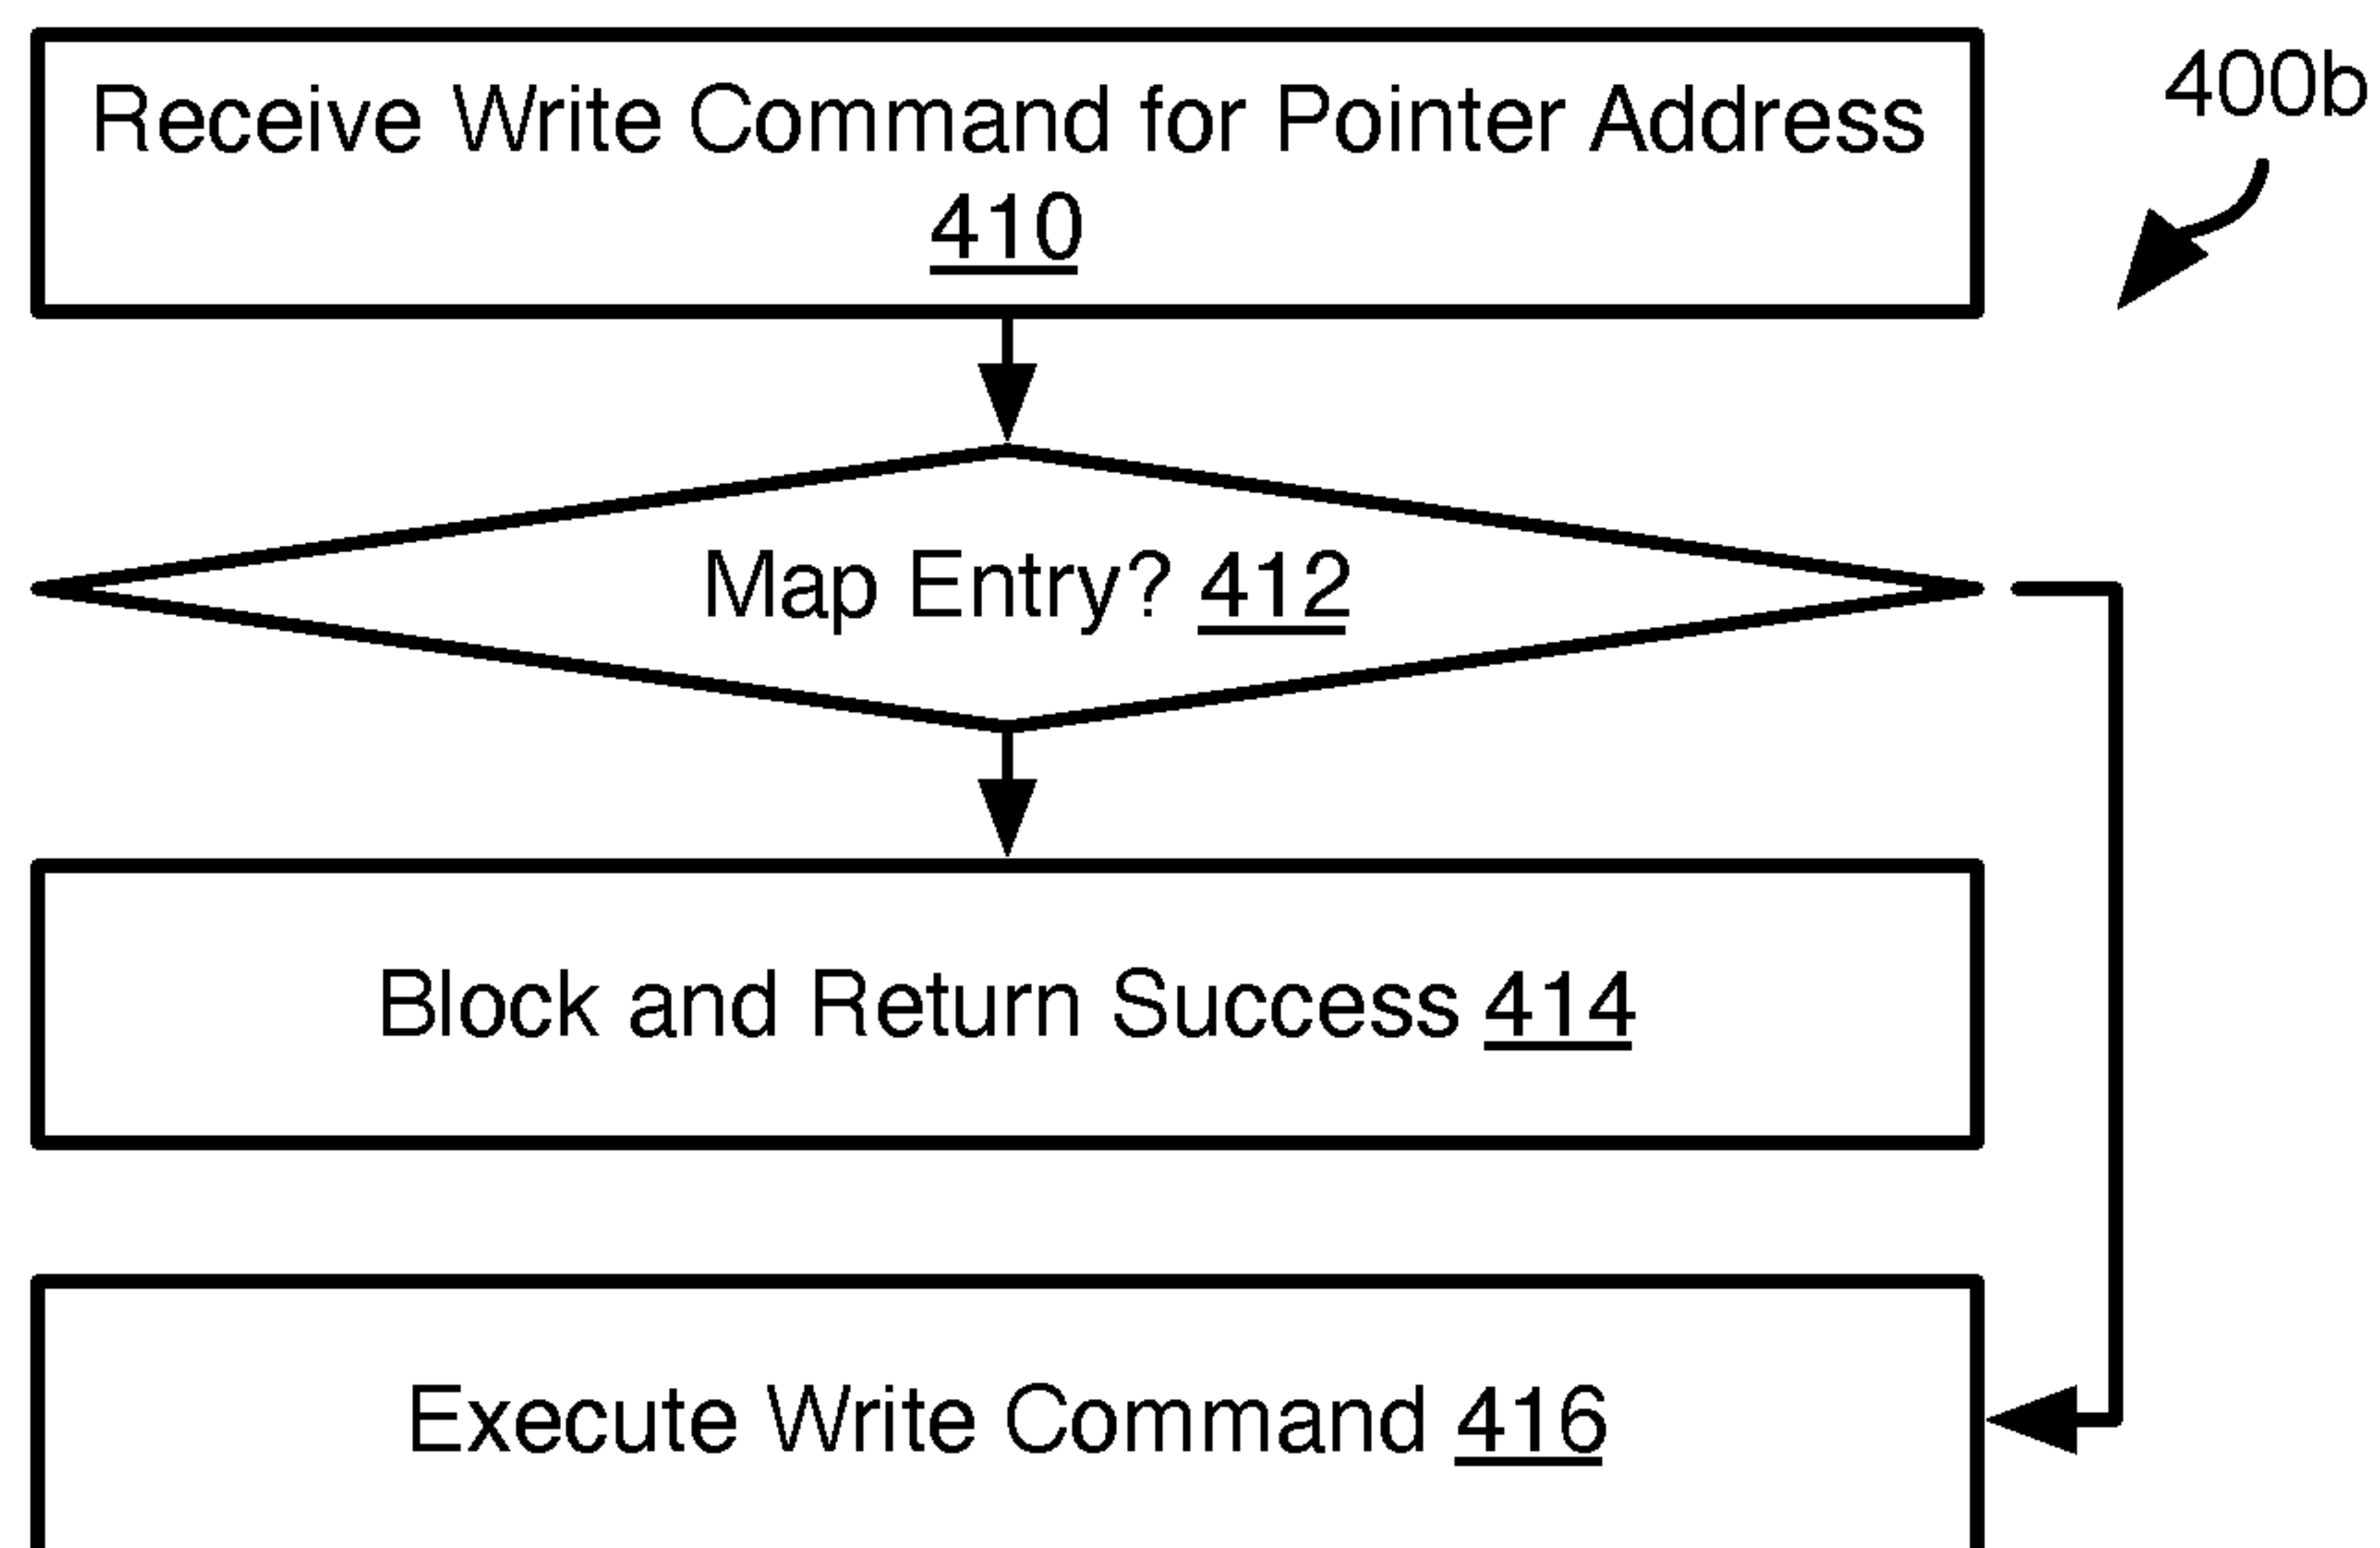 Receive Write Command for Pointer Address
410
400b
Map Entry? 412
Block and Return Success 414
Execute Write Command 416